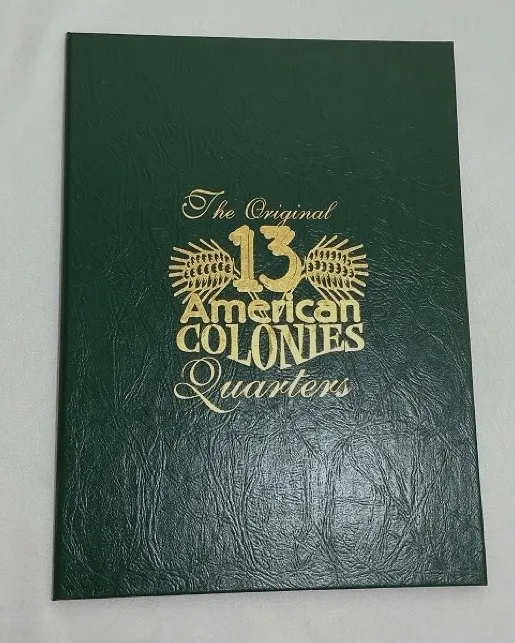 The Original
13
American
COLONIES
Quarters